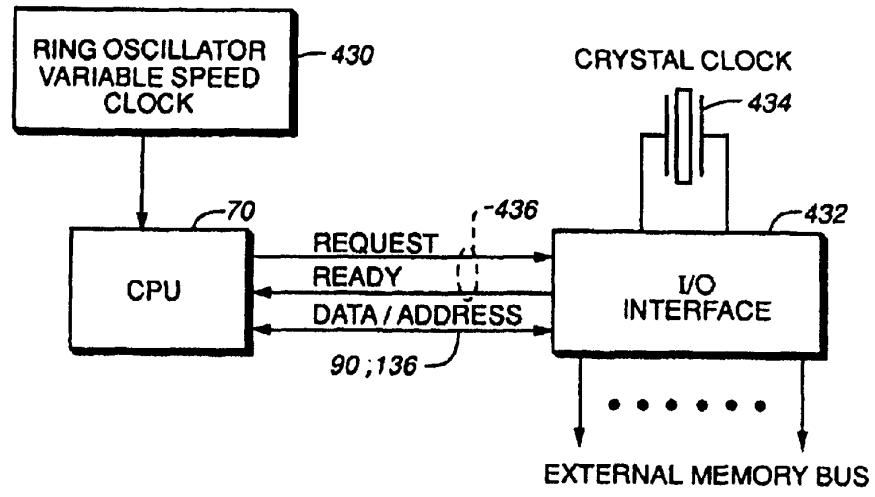 RING OSCILLATOR
VARIABLE SPEED
CLOCK
430
CRYSTAL CLOCK
434
70
CPU
REQUEST
READY
DATA / ADDRESS
436
90 ; 136
432
I/O
INTERFACE
EXTERNAL MEMORY BUS